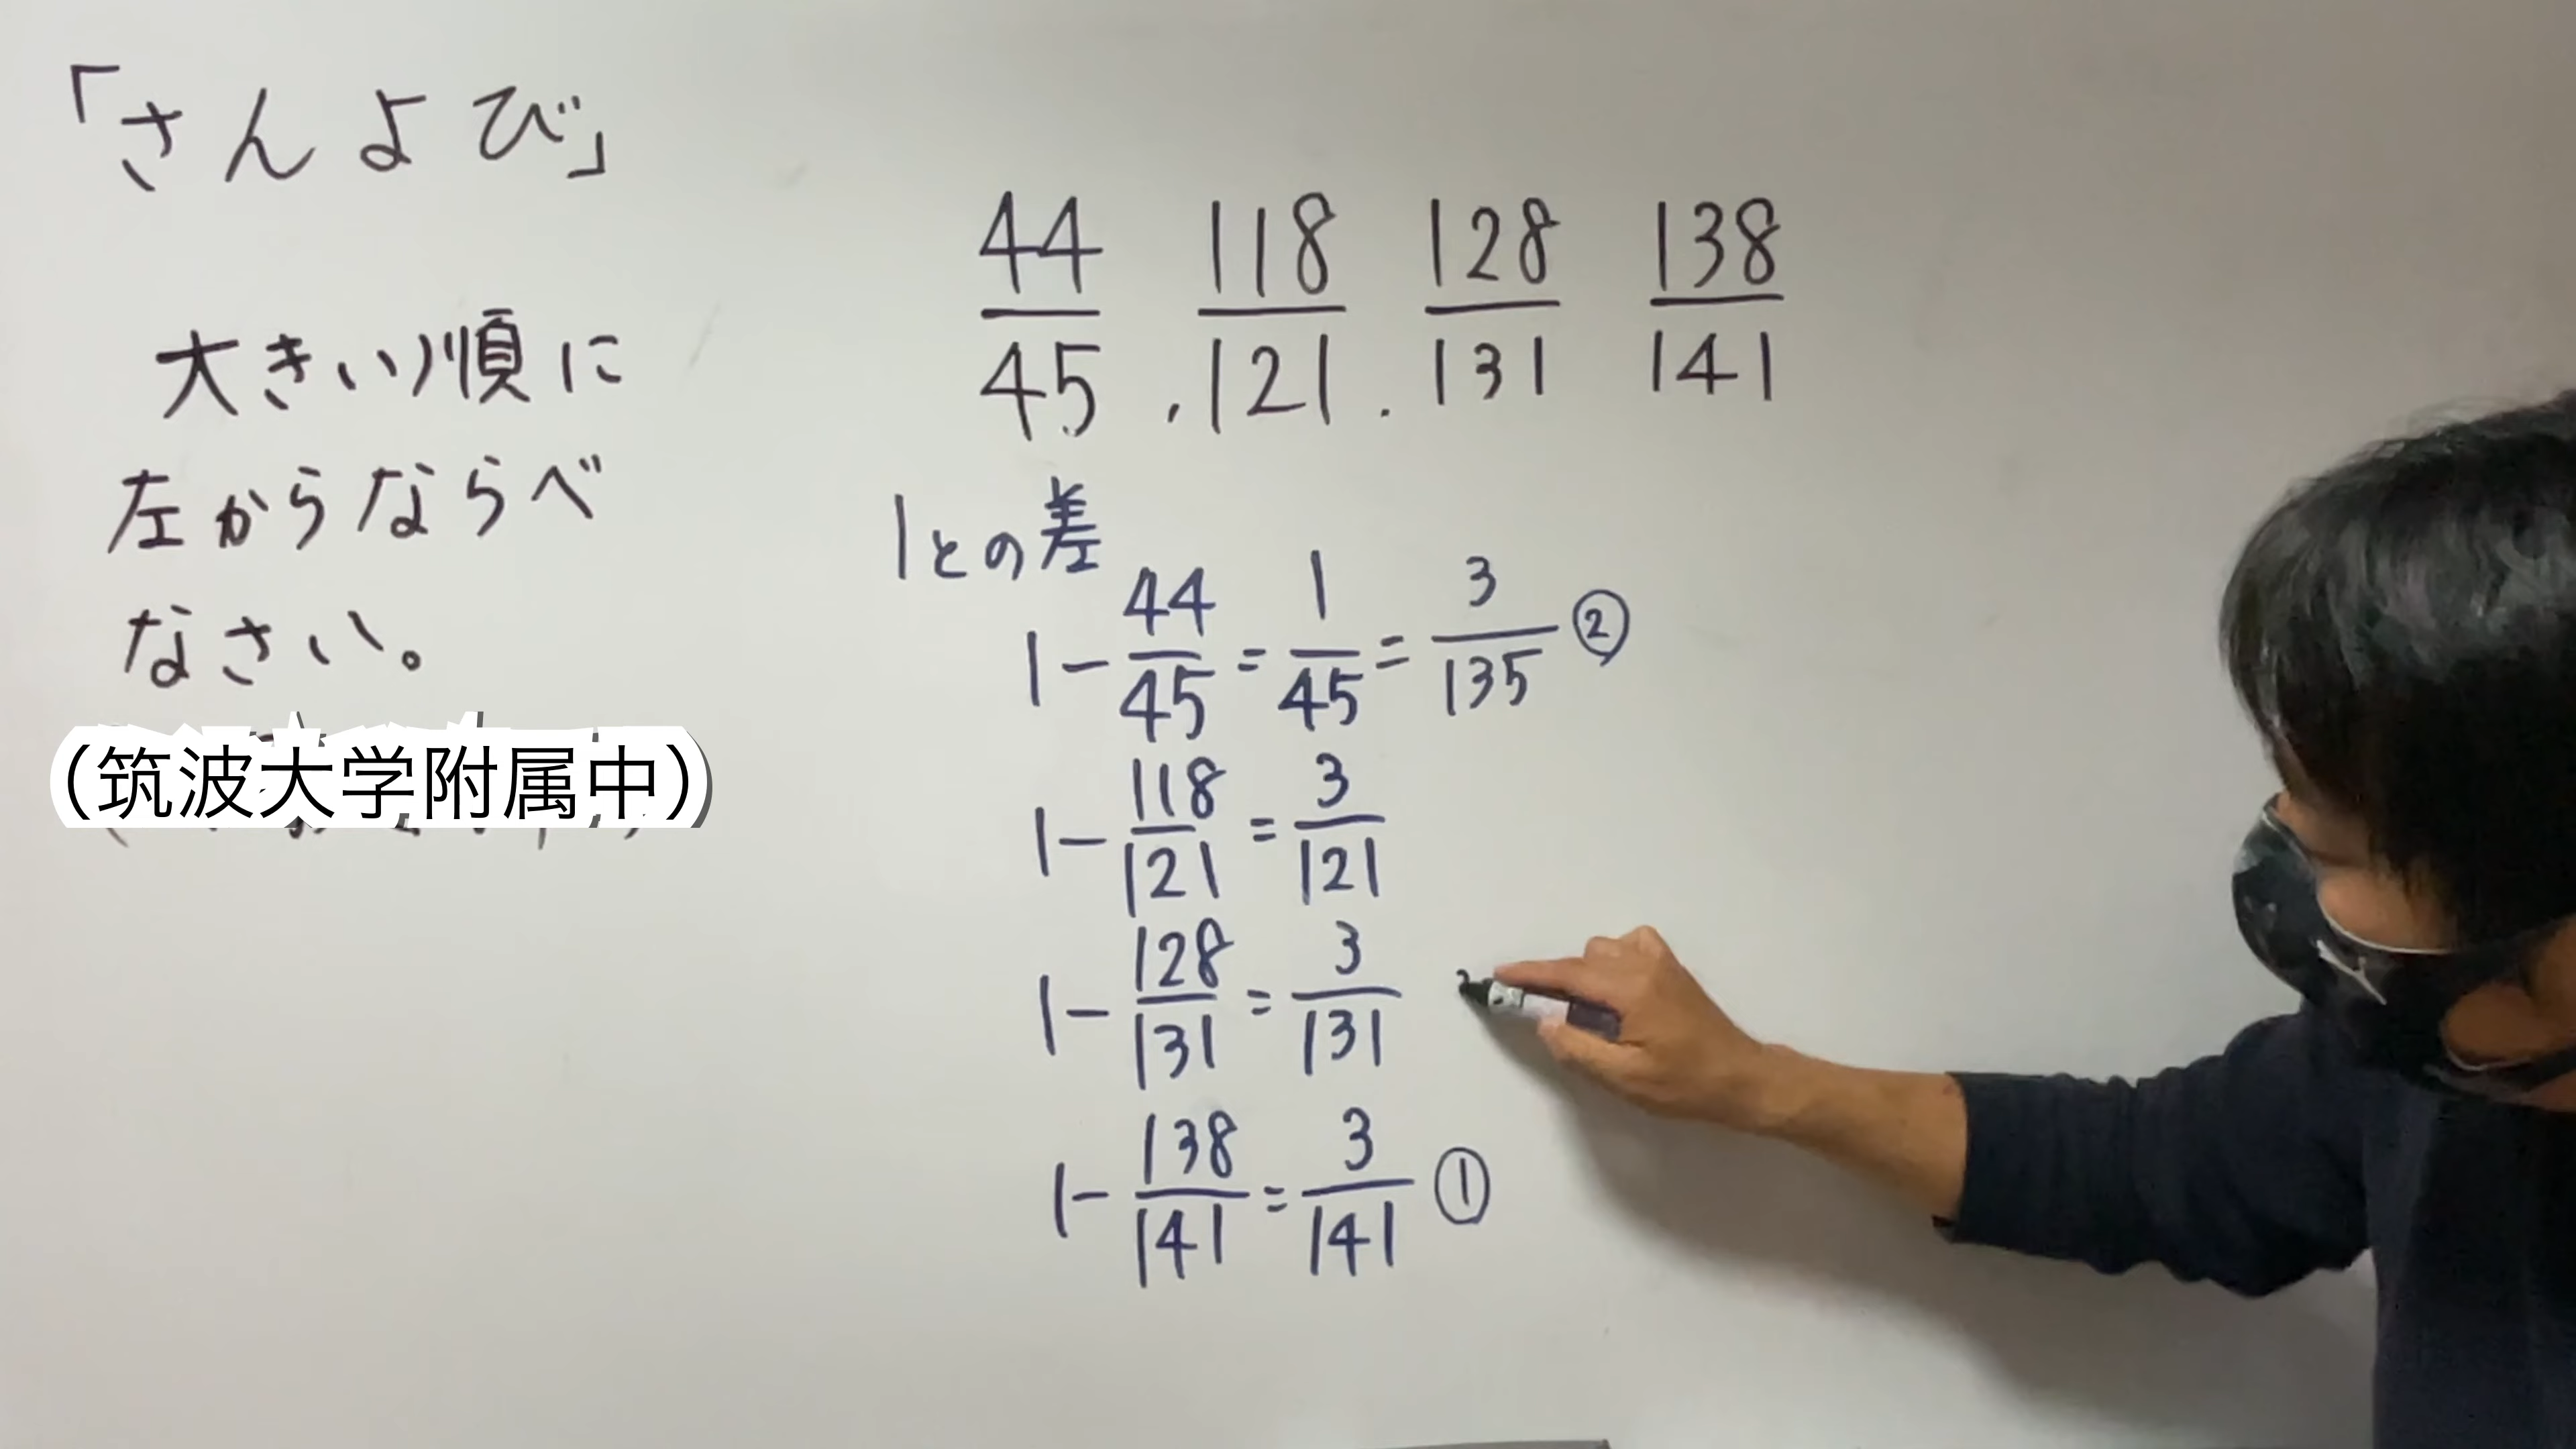 「さんよび」
大きい順に
左からならべ
なさい。
(筑波大学附属中)
44/45 , 118/121 . 128/131 138/141
1との差
1 - 44/45 = 1/45 = 3/135 ②
1 - 118/121 = 3/121
1 - 128/131 = 3/131
1 - 138/141 = 3/141 ①